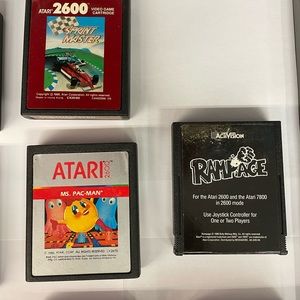 ATARI 2600 VIDEO GAME
CARTRIDGE
SPRINT
MASTER
ATARI
2600
MS. PAC-MAN
ACTIVISION
RAMPAGE
For the Atari 2600 and the Atari 7800
in 2600 mode
Use Joystick Controller for
One or Two Players